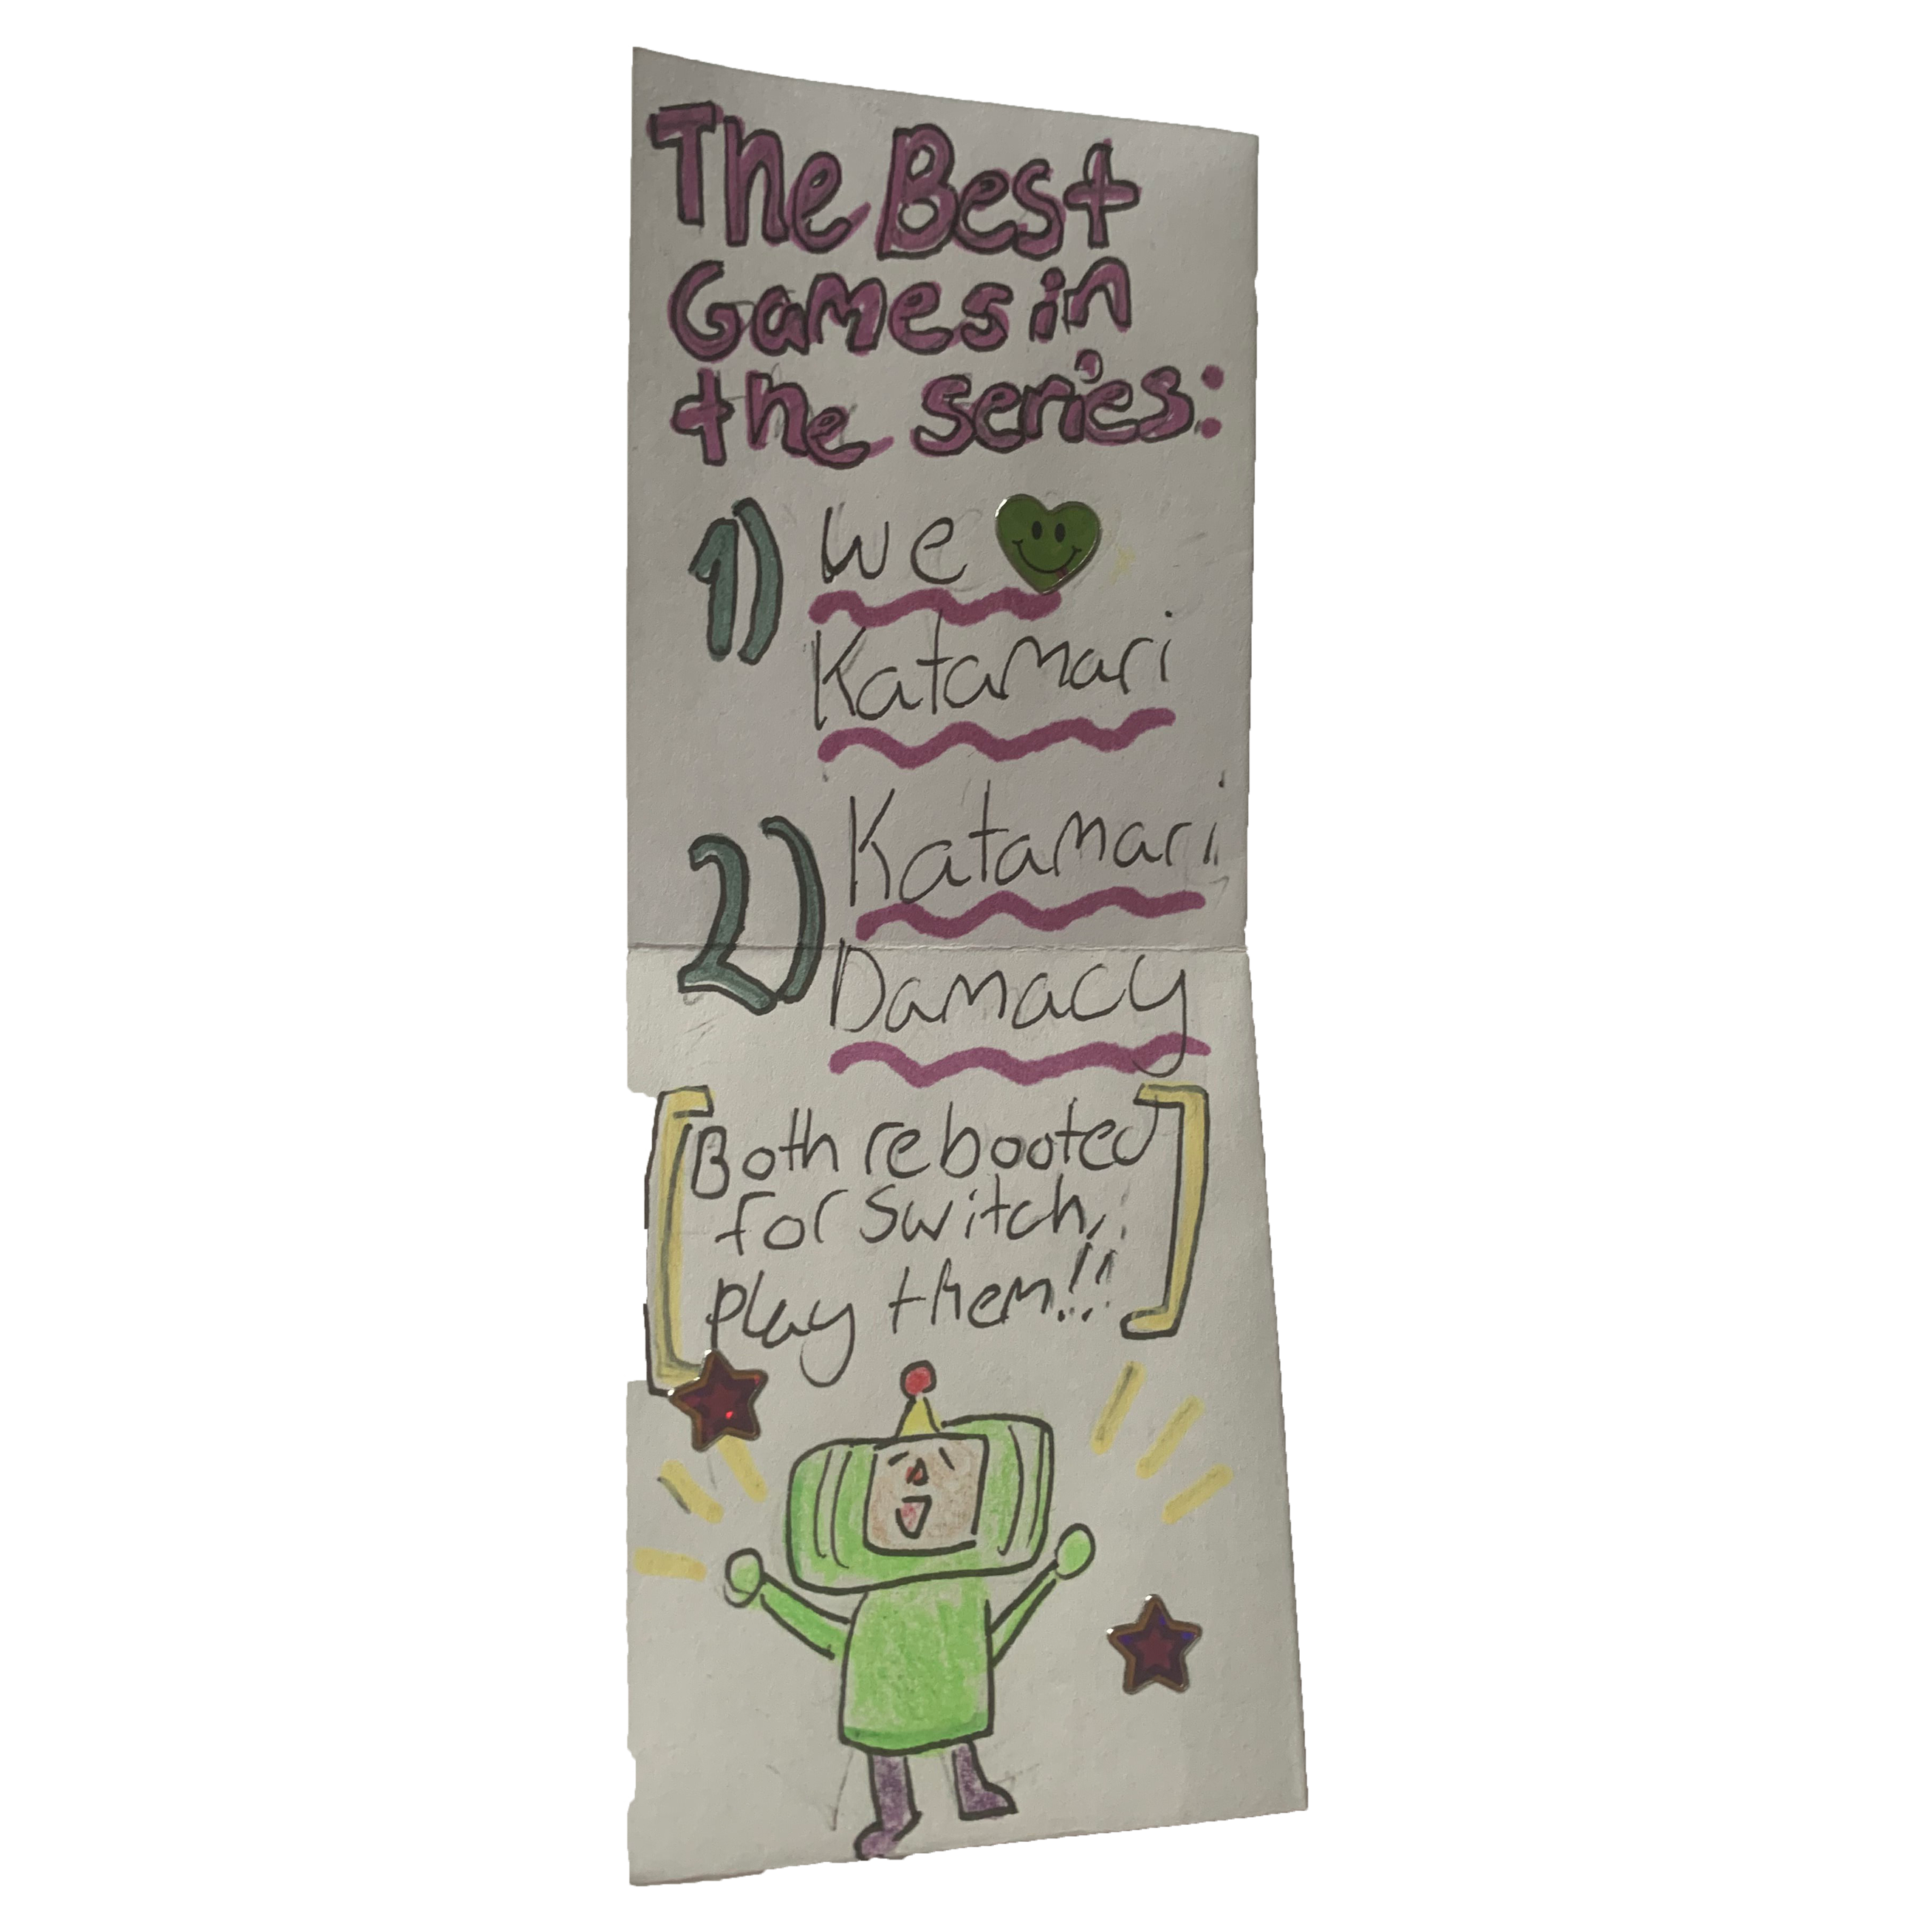 The Best
Games in
the series:
1) We
Katamari
2) Katamari
Damacy
[Both rebooted
for Switch,
play them!!!]